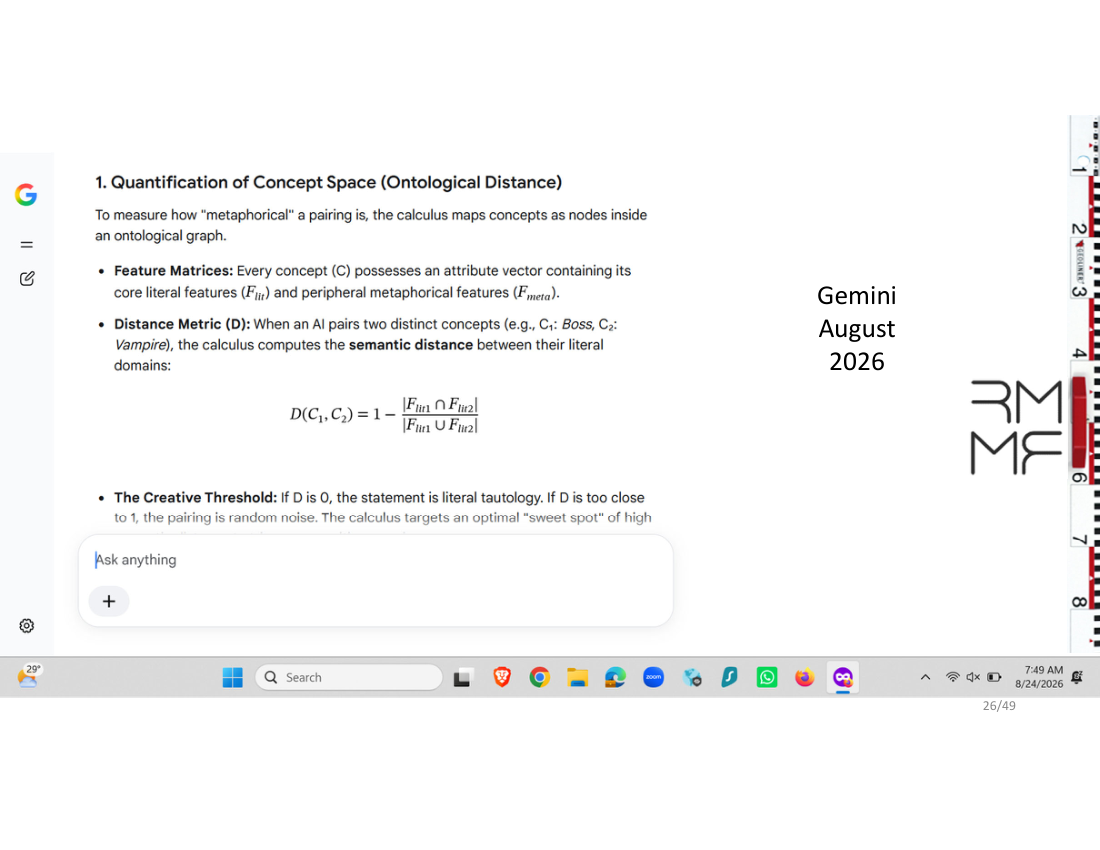 1. Quantification of Concept Space (Ontological Distance)
To measure how "metaphorical" a pairing is, the calculus maps concepts as nodes inside
an ontological graph.
• Feature Matrices: Every concept (C) possesses an attribute vector containing its
core literal features (F_lit) and peripheral metaphorical features (F_meta).
• Distance Metric (D): When an AI pairs two distinct concepts (e.g., C₁: Boss, C₂:
Vampire), the calculus computes the semantic distance between their literal
domains:
D(C₁, C₂) = 1 − |F_lit1 ∩ F_lit2| / |F_lit1 ∪ F_lit2|
• The Creative Threshold: If D is 0, the statement is literal tautology. If D is too close
to 1, the pairing is random noise. The calculus targets an optimal "sweet spot" of high
Ask anything
Gemini
August
2026
RM
MF
1
2
GEOLINER
3
4
6
7
8
29°
Search
zoom
7:49 AM
8/24/2026
26/49